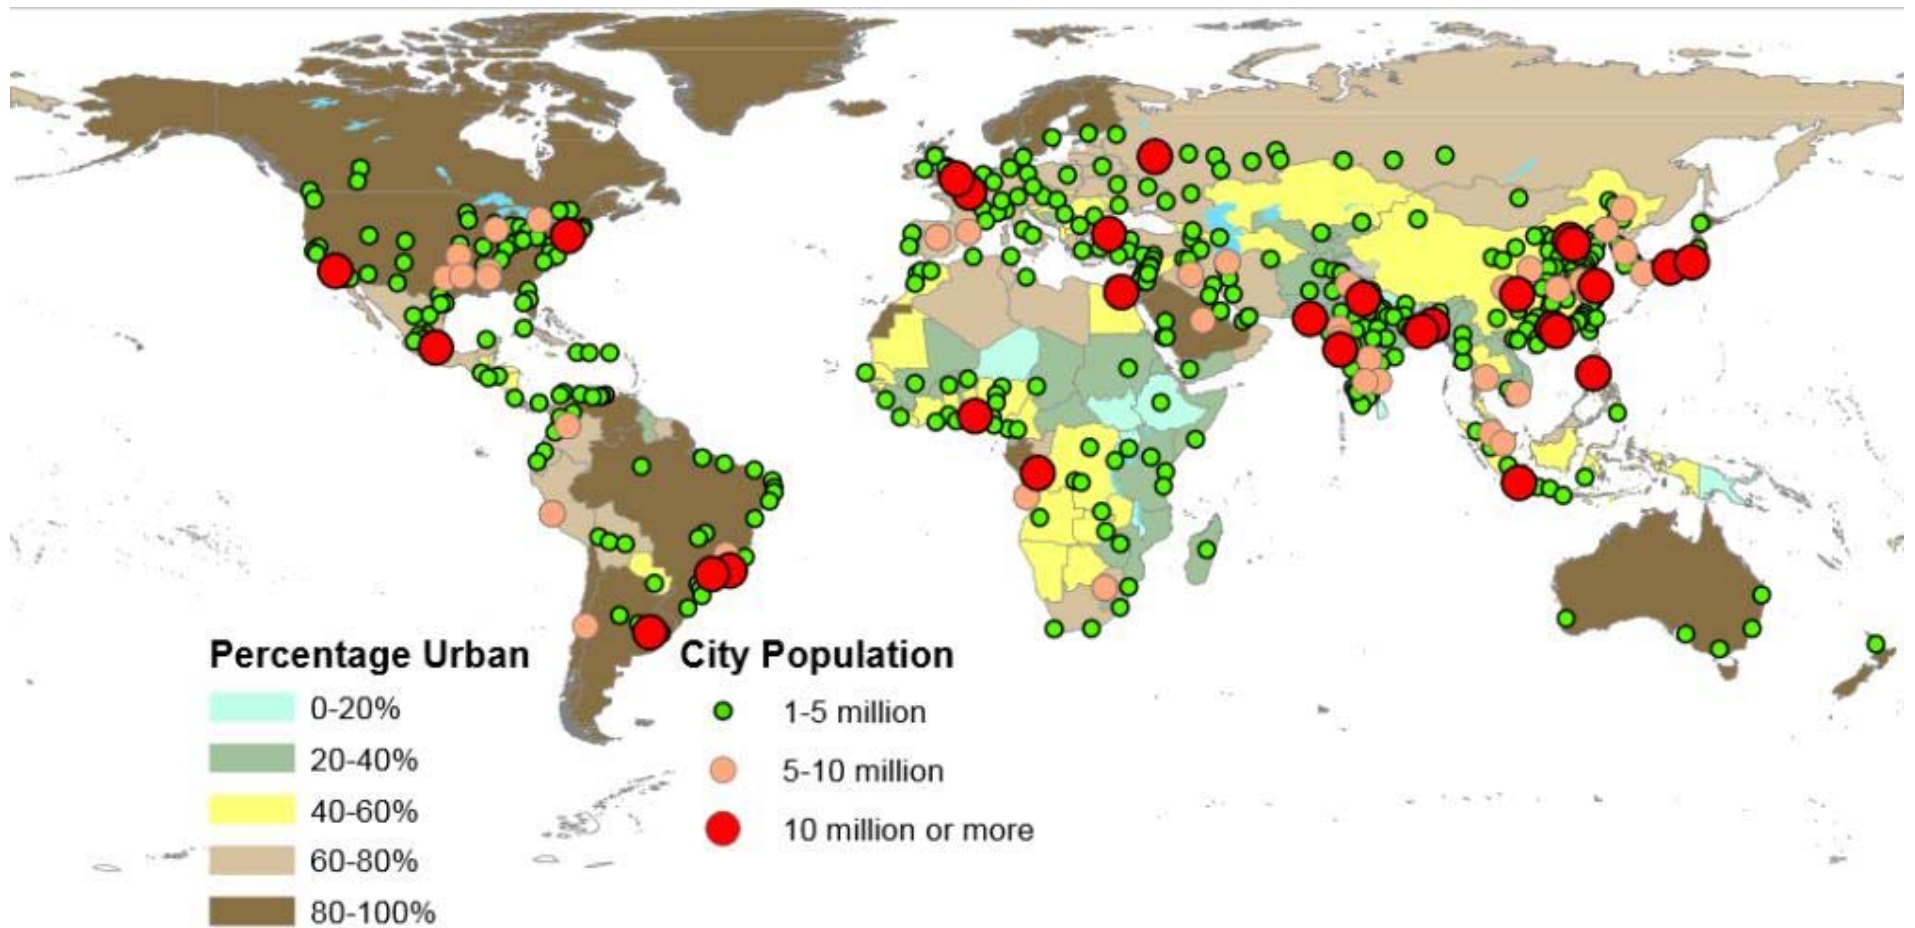 Percentage Urban
0-20%
20-40%
40-60%
60-80%
80-100%
City Population
1-5 million
5-10 million
10 million or more